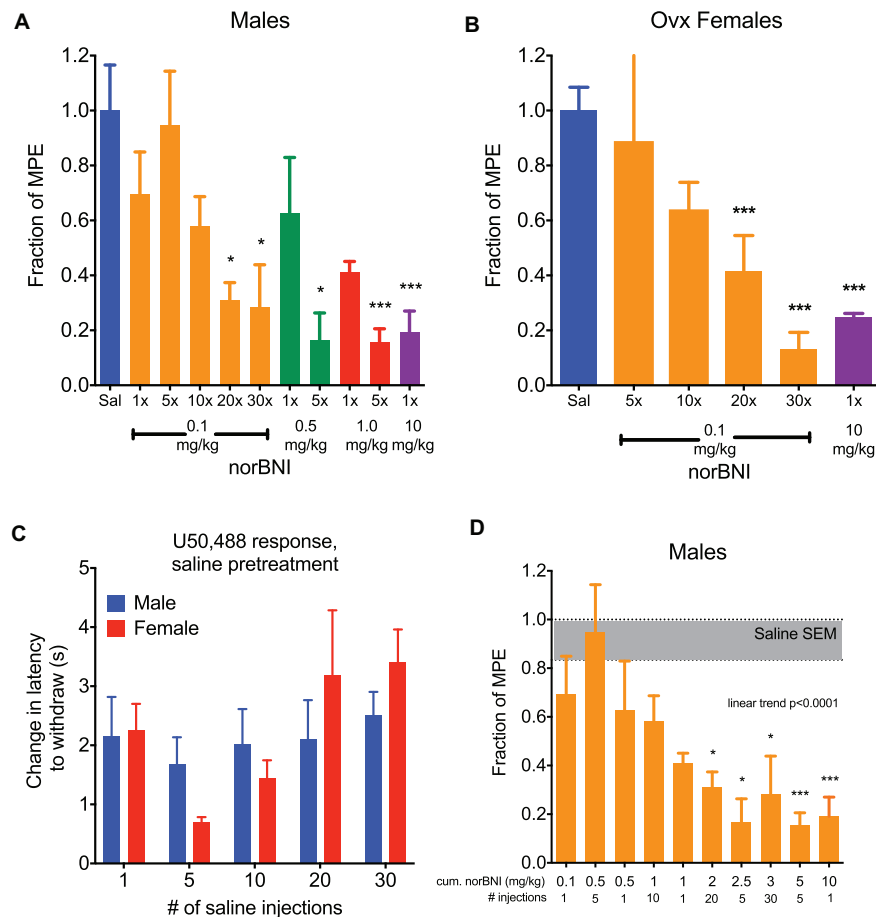 A
Males
Fraction of MPE
1.2
1.0
0.8
0.6
0.4
0.2
0.0
* * * *** ***
Sal 1x 5x 10x 20x 30x 1x 5x 1x 5x 1x
0.1 mg/kg
0.5 mg/kg
1.0 mg/kg
10 mg/kg
norBNI
B
Ovx Females
Fraction of MPE
1.2
1.0
0.8
0.6
0.4
0.2
0.0
*** *** ***
Sal 5x 10x 20x 30x 1x
0.1 mg/kg
10 mg/kg
norBNI
C
U50,488 response,
saline pretreatment
Male
Female
Change in latency
to withdraw (s)
5
4
3
2
1
0
1 5 10 20 30
# of saline injections
D
Males
Fraction of MPE
1.2
1.0
0.8
0.6
0.4
0.2
0.0
Saline SEM
linear trend p<0.0001
* * * *** ***
cum. norBNI (mg/kg) 0.1 0.5 0.5 1 1 2 2.5 3 5 10
# injections 1 5 1 10 1 20 5 30 5 1